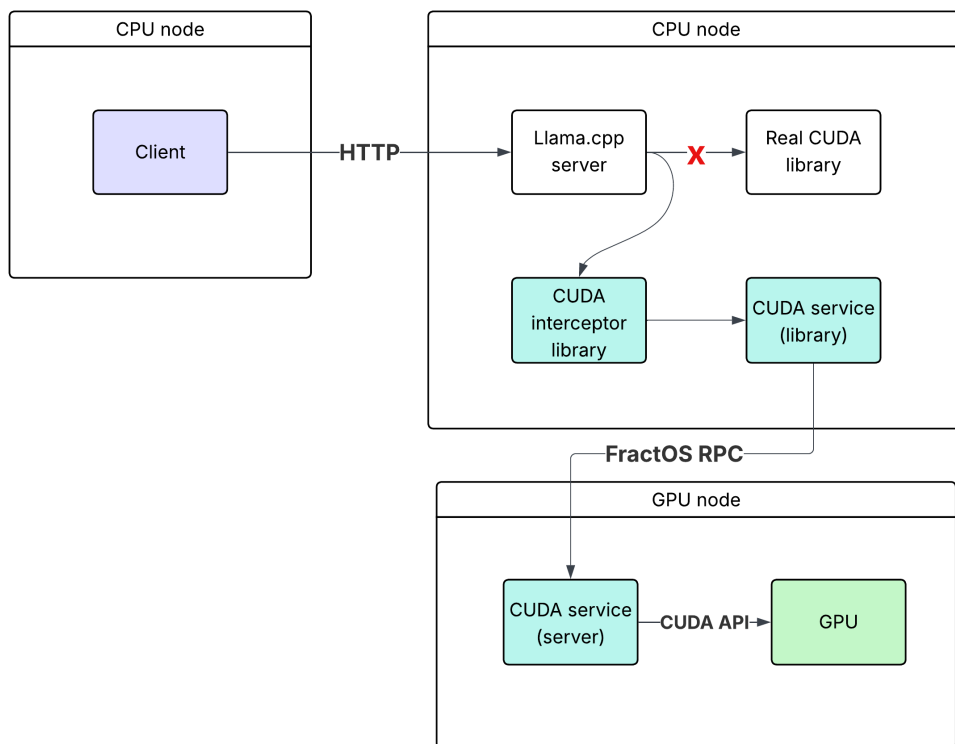 CPU node
CPU node
Client
HTTP
Llama.cpp
server
X
Real CUDA
library
CUDA
interceptor
library
CUDA service
(library)
FractOS RPC
GPU node
CUDA service
(server)
CUDA API
GPU